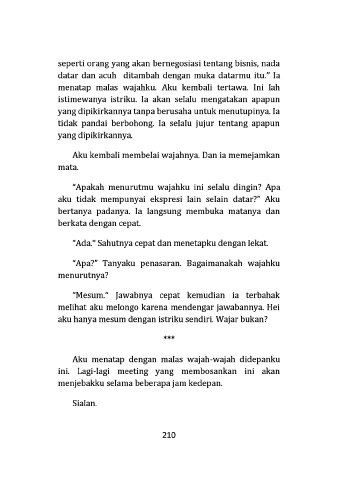 seperti orang yang akan bernegosiasi tentang bisnis, nada
datar dan acuh ditambah dengan muka datarmu itu.” Ia
menatap malas wajahku. Aku kembali tertawa. Ini lah
istimewanya istriku. Ia akan selalu mengatakan apapun
yang dipikirkannya tanpa berusaha untuk menutupinya. Ia
tidak pandai berbohong. Ia selalu jujur tentang apapun
yang dipikirkannya.
Aku kembali membelai wajahnya. Dan ia memejamkan
mata.
“Apakah menurutmu wajahku ini selalu dingin? Apa
aku tidak mempunyai ekspresi lain selain datar?” Aku
bertanya padanya. Ia langsung membuka matanya dan
berkata dengan cepat.
“Ada.” Sahutnya cepat dan menetapku dengan lekat.
“Apa?” Tanyaku penasaran. Bagaimanakah wajahku
menurutnya?
“Mesum.” Jawabnya cepat kemudian ia terbahak
melihat aku melongo karena mendengar jawabannya. Hei
aku hanya mesum dengan istriku sendiri. Wajar bukan?
***
Aku menatap dengan malas wajah-wajah didepanku
ini. Lagi-lagi meeting yang membosankan ini akan
menjebakku selama beberapa jam kedepan.
Sialan.
210